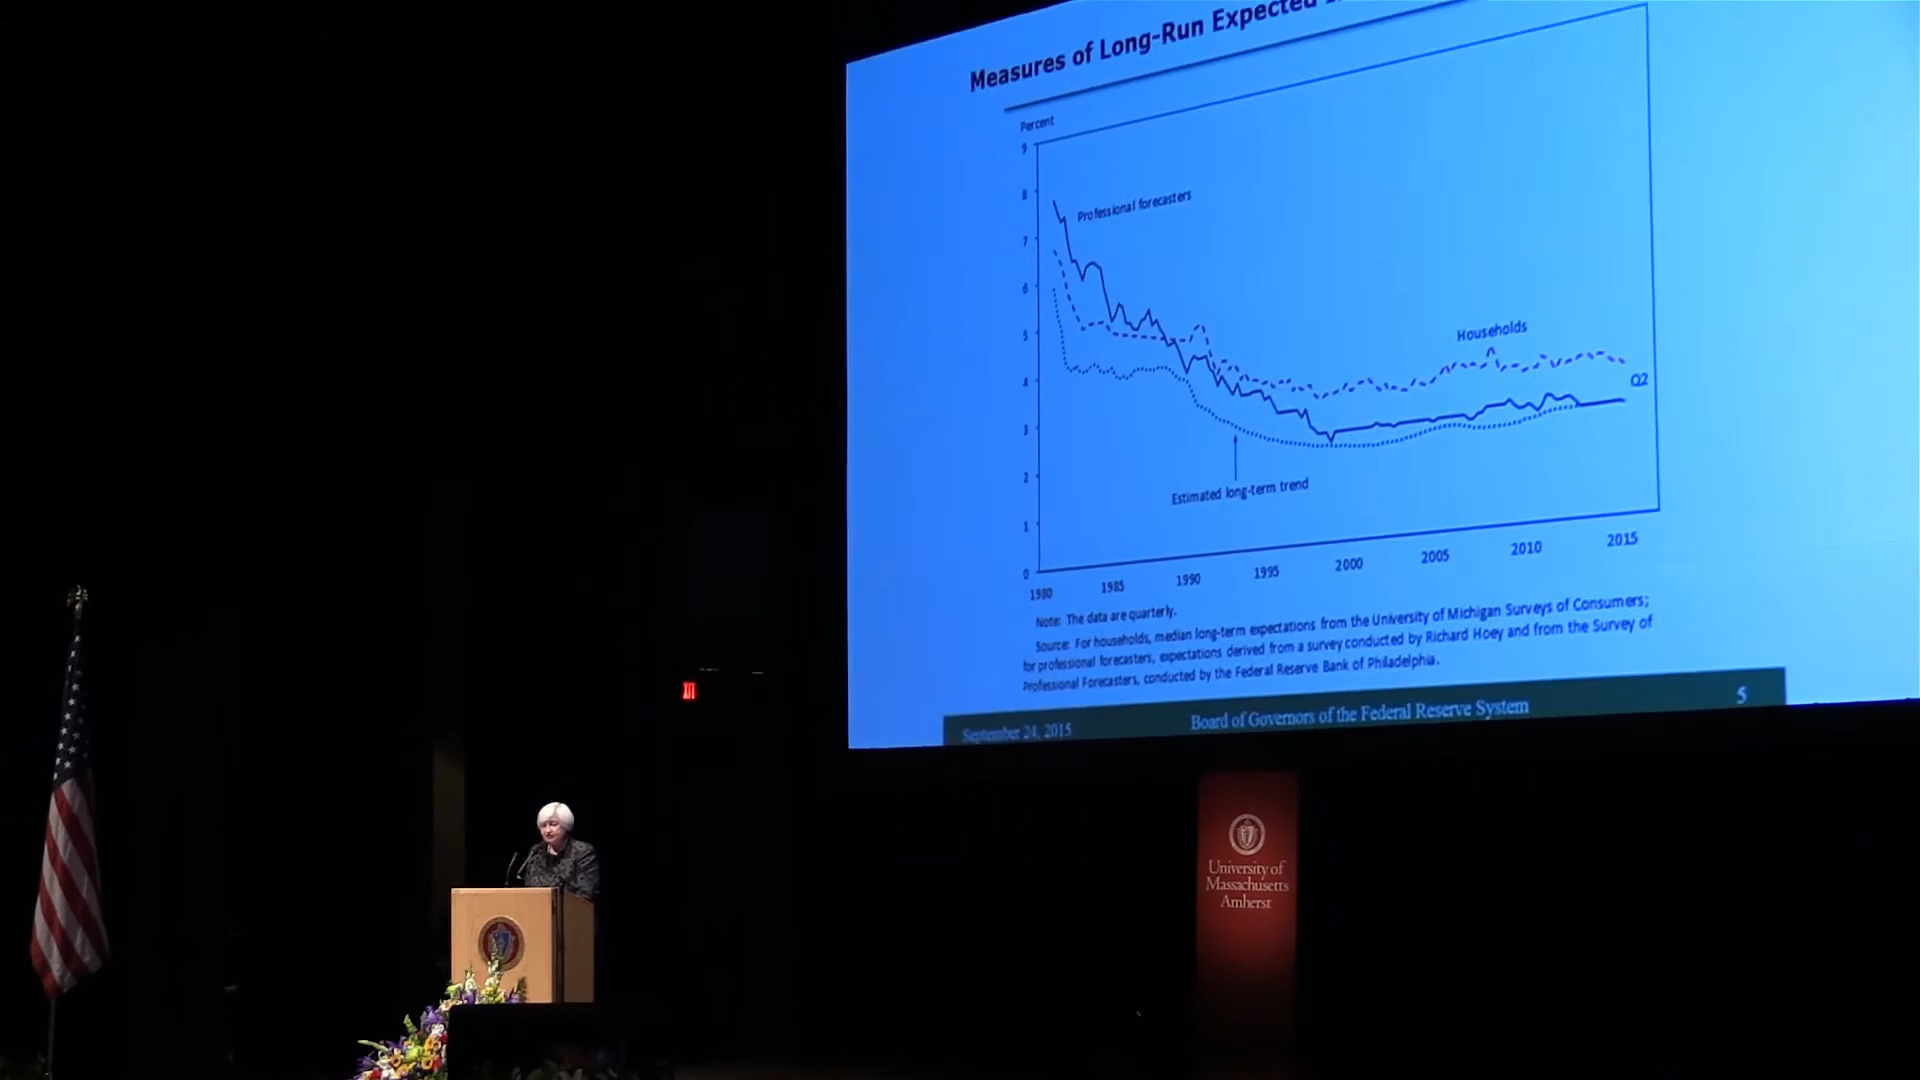 Measures of Long-Run Expected
Percent
9
8
Professional forecasters
7
6
5
Households
4
Q2
3
2
Estimated long-term trend
1
0
1980 1985 1990 1995 2000 2005 2010 2015
Note: The data are quarterly.
Source: For households, median long-term expectations from the University of Michigan Surveys of Consumers;
for professional forecasters, expectations derived from a survey conducted by Richard Hoey and from the Survey of
Professional Forecasters, conducted by the Federal Reserve Bank of Philadelphia.
September 24, 2015 Board of Governors of the Federal Reserve System 5
University of
Massachusetts
Amherst